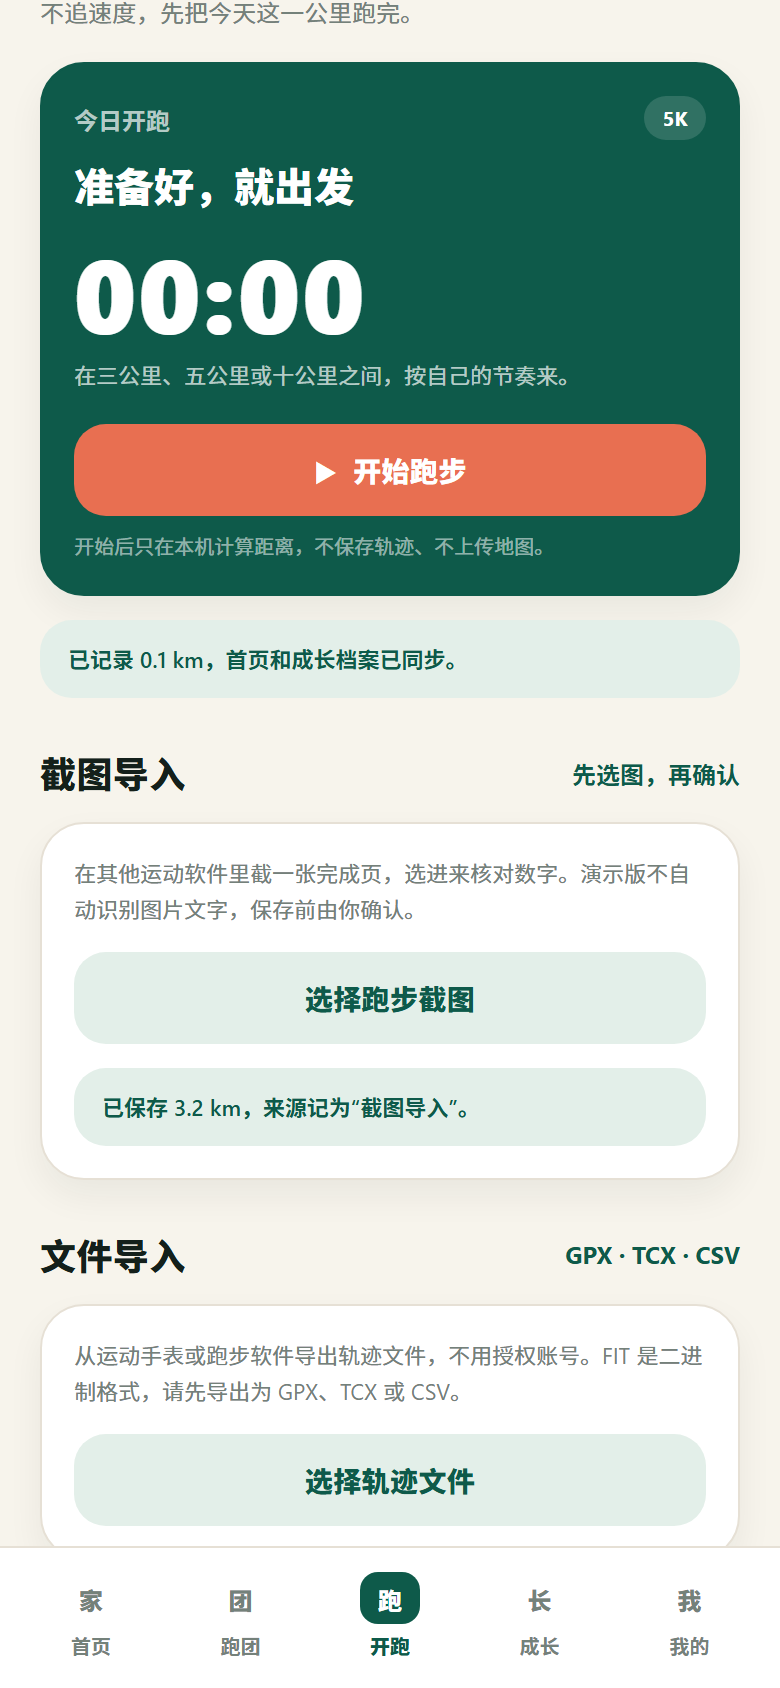 不追速度，先把今天这一公里跑完。
今日开跑
5K
准备好，就出发
00:00
在三公里、五公里或十公里之间，按自己的节奏来。
开始跑步
开始后只在本机计算距离，不保存轨迹、不上传地图。
已记录 0.1 km，首页和成长档案已同步。
截图导入
先选图，再确认
在其他运动软件里截一张完成页，选进来核对数字。演示版不自
动识别图片文字，保存前由你确认。
选择跑步截图
已保存 3.2 km，来源记为“截图导入”。
文件导入
GPX · TCX · CSV
从运动手表或跑步软件导出轨迹文件，不用授权账号。FIT 是二进
制格式，请先导出为 GPX、TCX 或 CSV。
选择轨迹文件
家
团
跑
长
我
首页
跑团
开跑
成长
我的